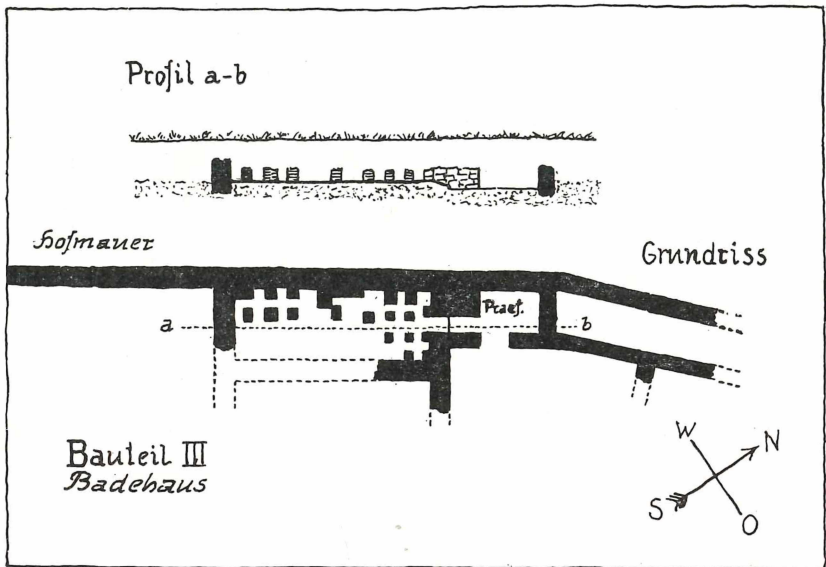 Profil a-b
Hofmauer
Grundriss
Praef.
a
b
Bauteil III
Badehaus
W
N
S
O